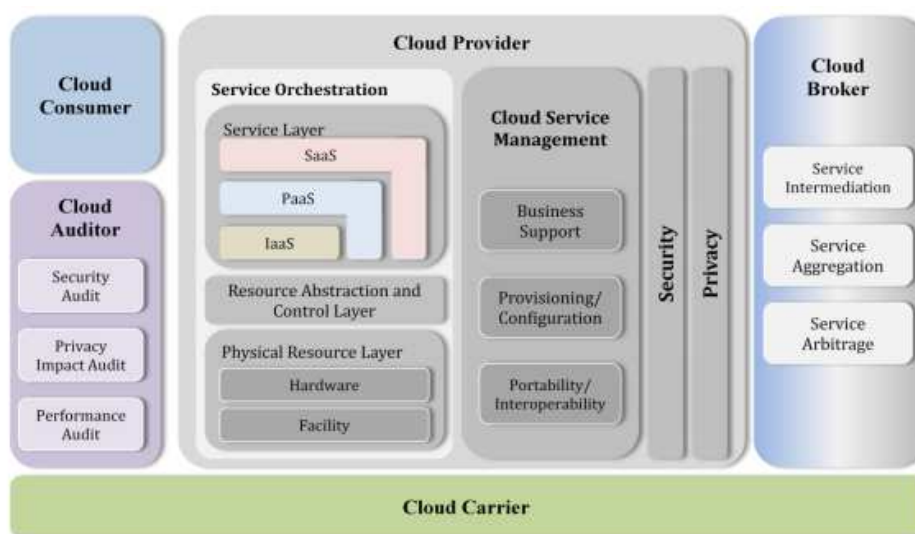 Cloud
Consumer
Cloud
Auditor
Security
Audit
Privacy
Impact Audit
Performance
Audit
Cloud Provider
Service Orchestration
Service Layer
SaaS
PaaS
IaaS
Resource Abstraction and
Control Layer
Physical Resource Layer
Hardware
Facility
Cloud Service
Management
Business
Support
Provisioning/
Configuration
Portability/
Interoperability
Security
Privacy
Cloud
Broker
Service
Intermediation
Service
Aggregation
Service
Arbitrage
Cloud Carrier